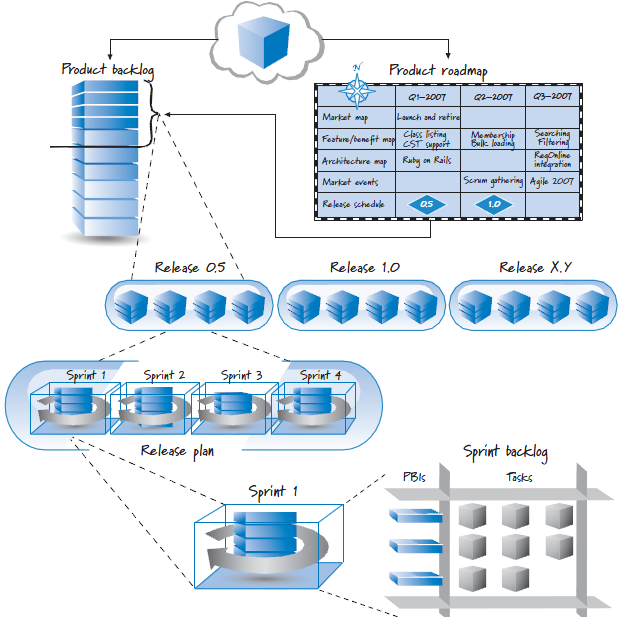 Product backlog
Product roadmap
N
Q1–2007 Q2–2007 Q3–2007
Market map Launch and retire
Feature/benefit map Class listing CST support Membership Bulk loading Searching Filtering
Architecture map Ruby on Rails RegOnline integration
Market events Scrum gathering Agile 2007
Release schedule 0.5 1.0
Release 0.5 Release 1.0 Release X.Y
Sprint 1 Sprint 2 Sprint 3 Sprint 4
Release plan
Sprint backlog
PBIs Tasks
Sprint 1